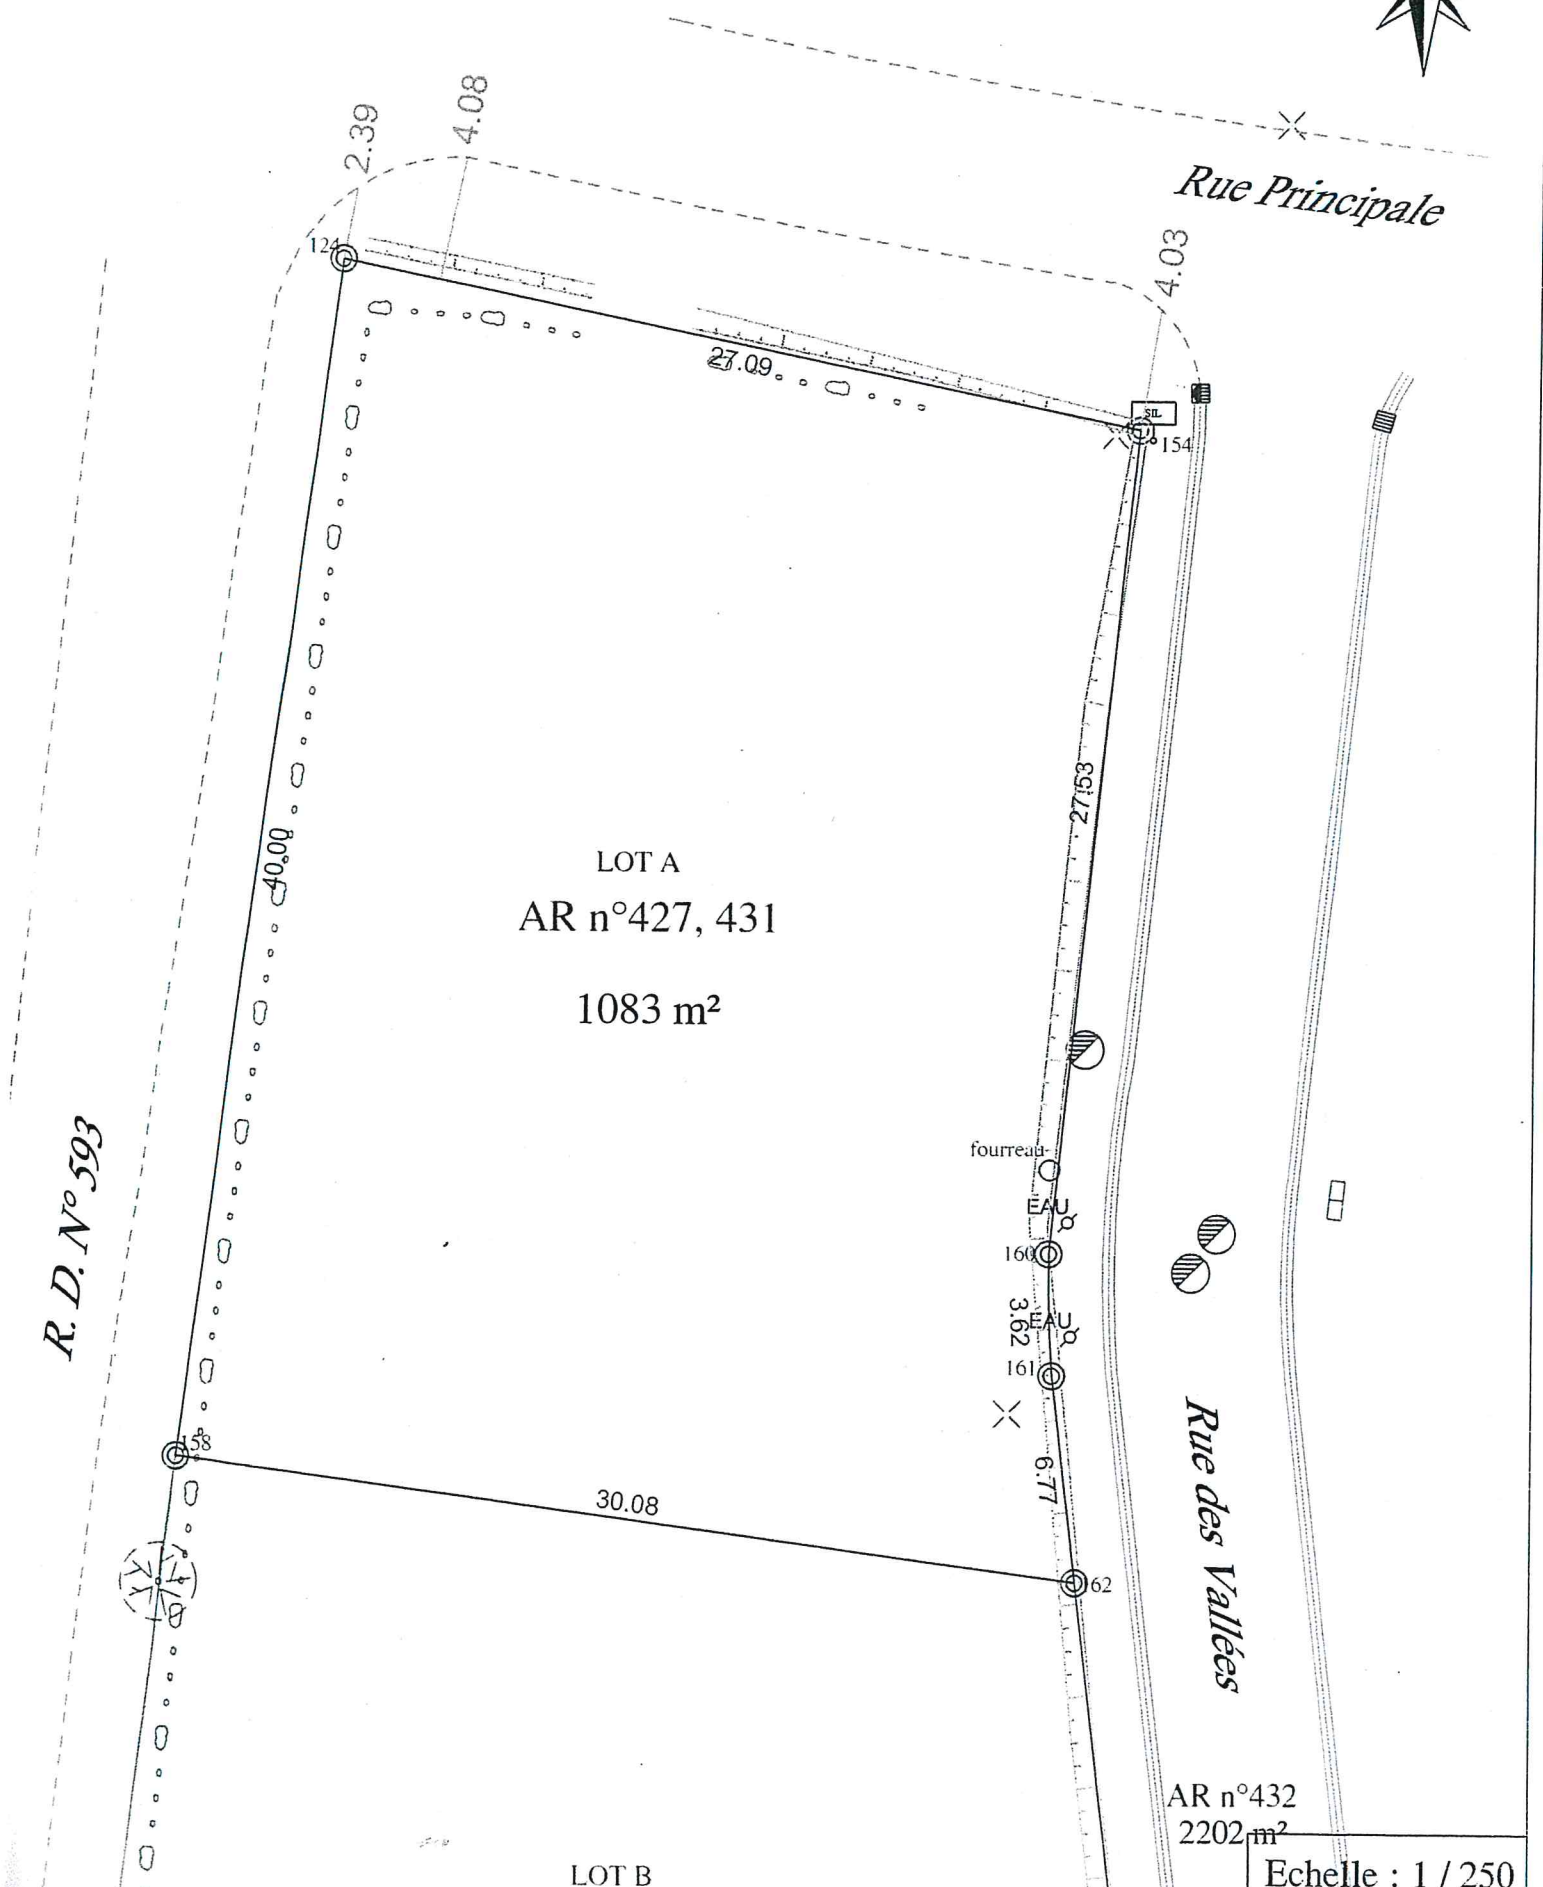 2.39
4.08
Rue Principale
4.03
124
27.09
SIL
154
27.53
40.00
LOT A
AR n°427, 431
1083 m²
fourreau
EAU
160
3.62
EAU
161
R. D. N° 593
158
6.77
30.08
Rue des Vallées
162
AR n°432
2202 m²
LOT B
Echelle : 1 / 250